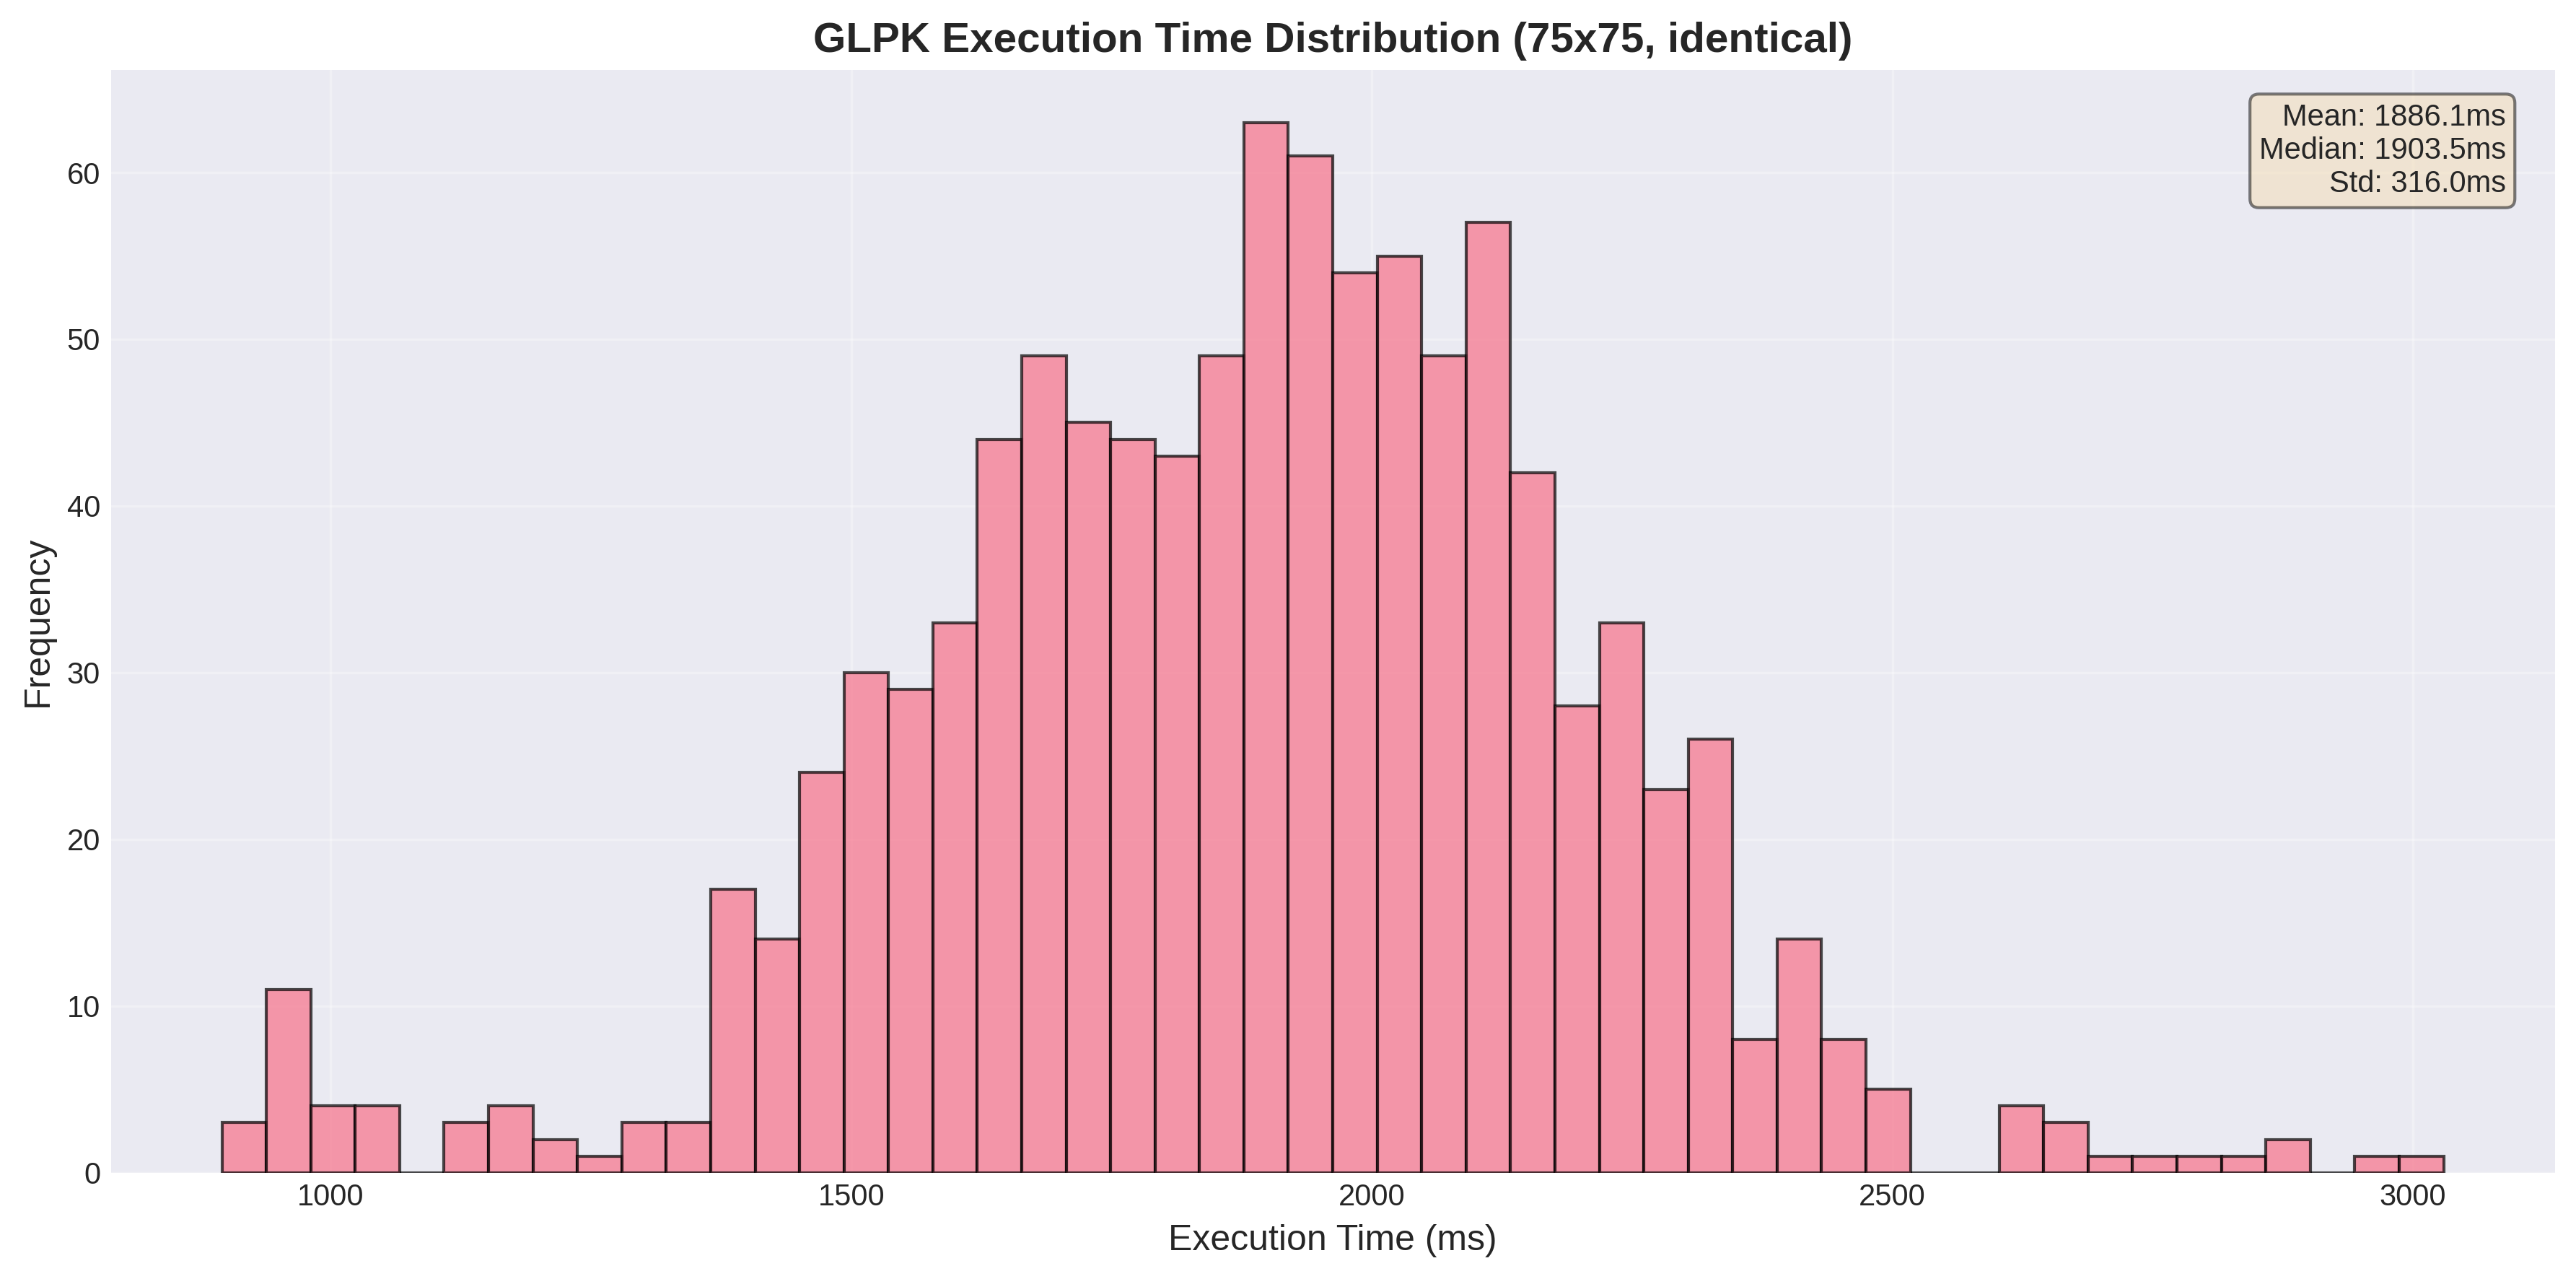 GLPK Execution Time Distribution (75x75, identical)
Mean: 1886.1ms
Median: 1903.5ms
Std: 316.0ms
Frequency
60
50
40
30
20
10
0
1000 1500 2000 2500 3000
Execution Time (ms)